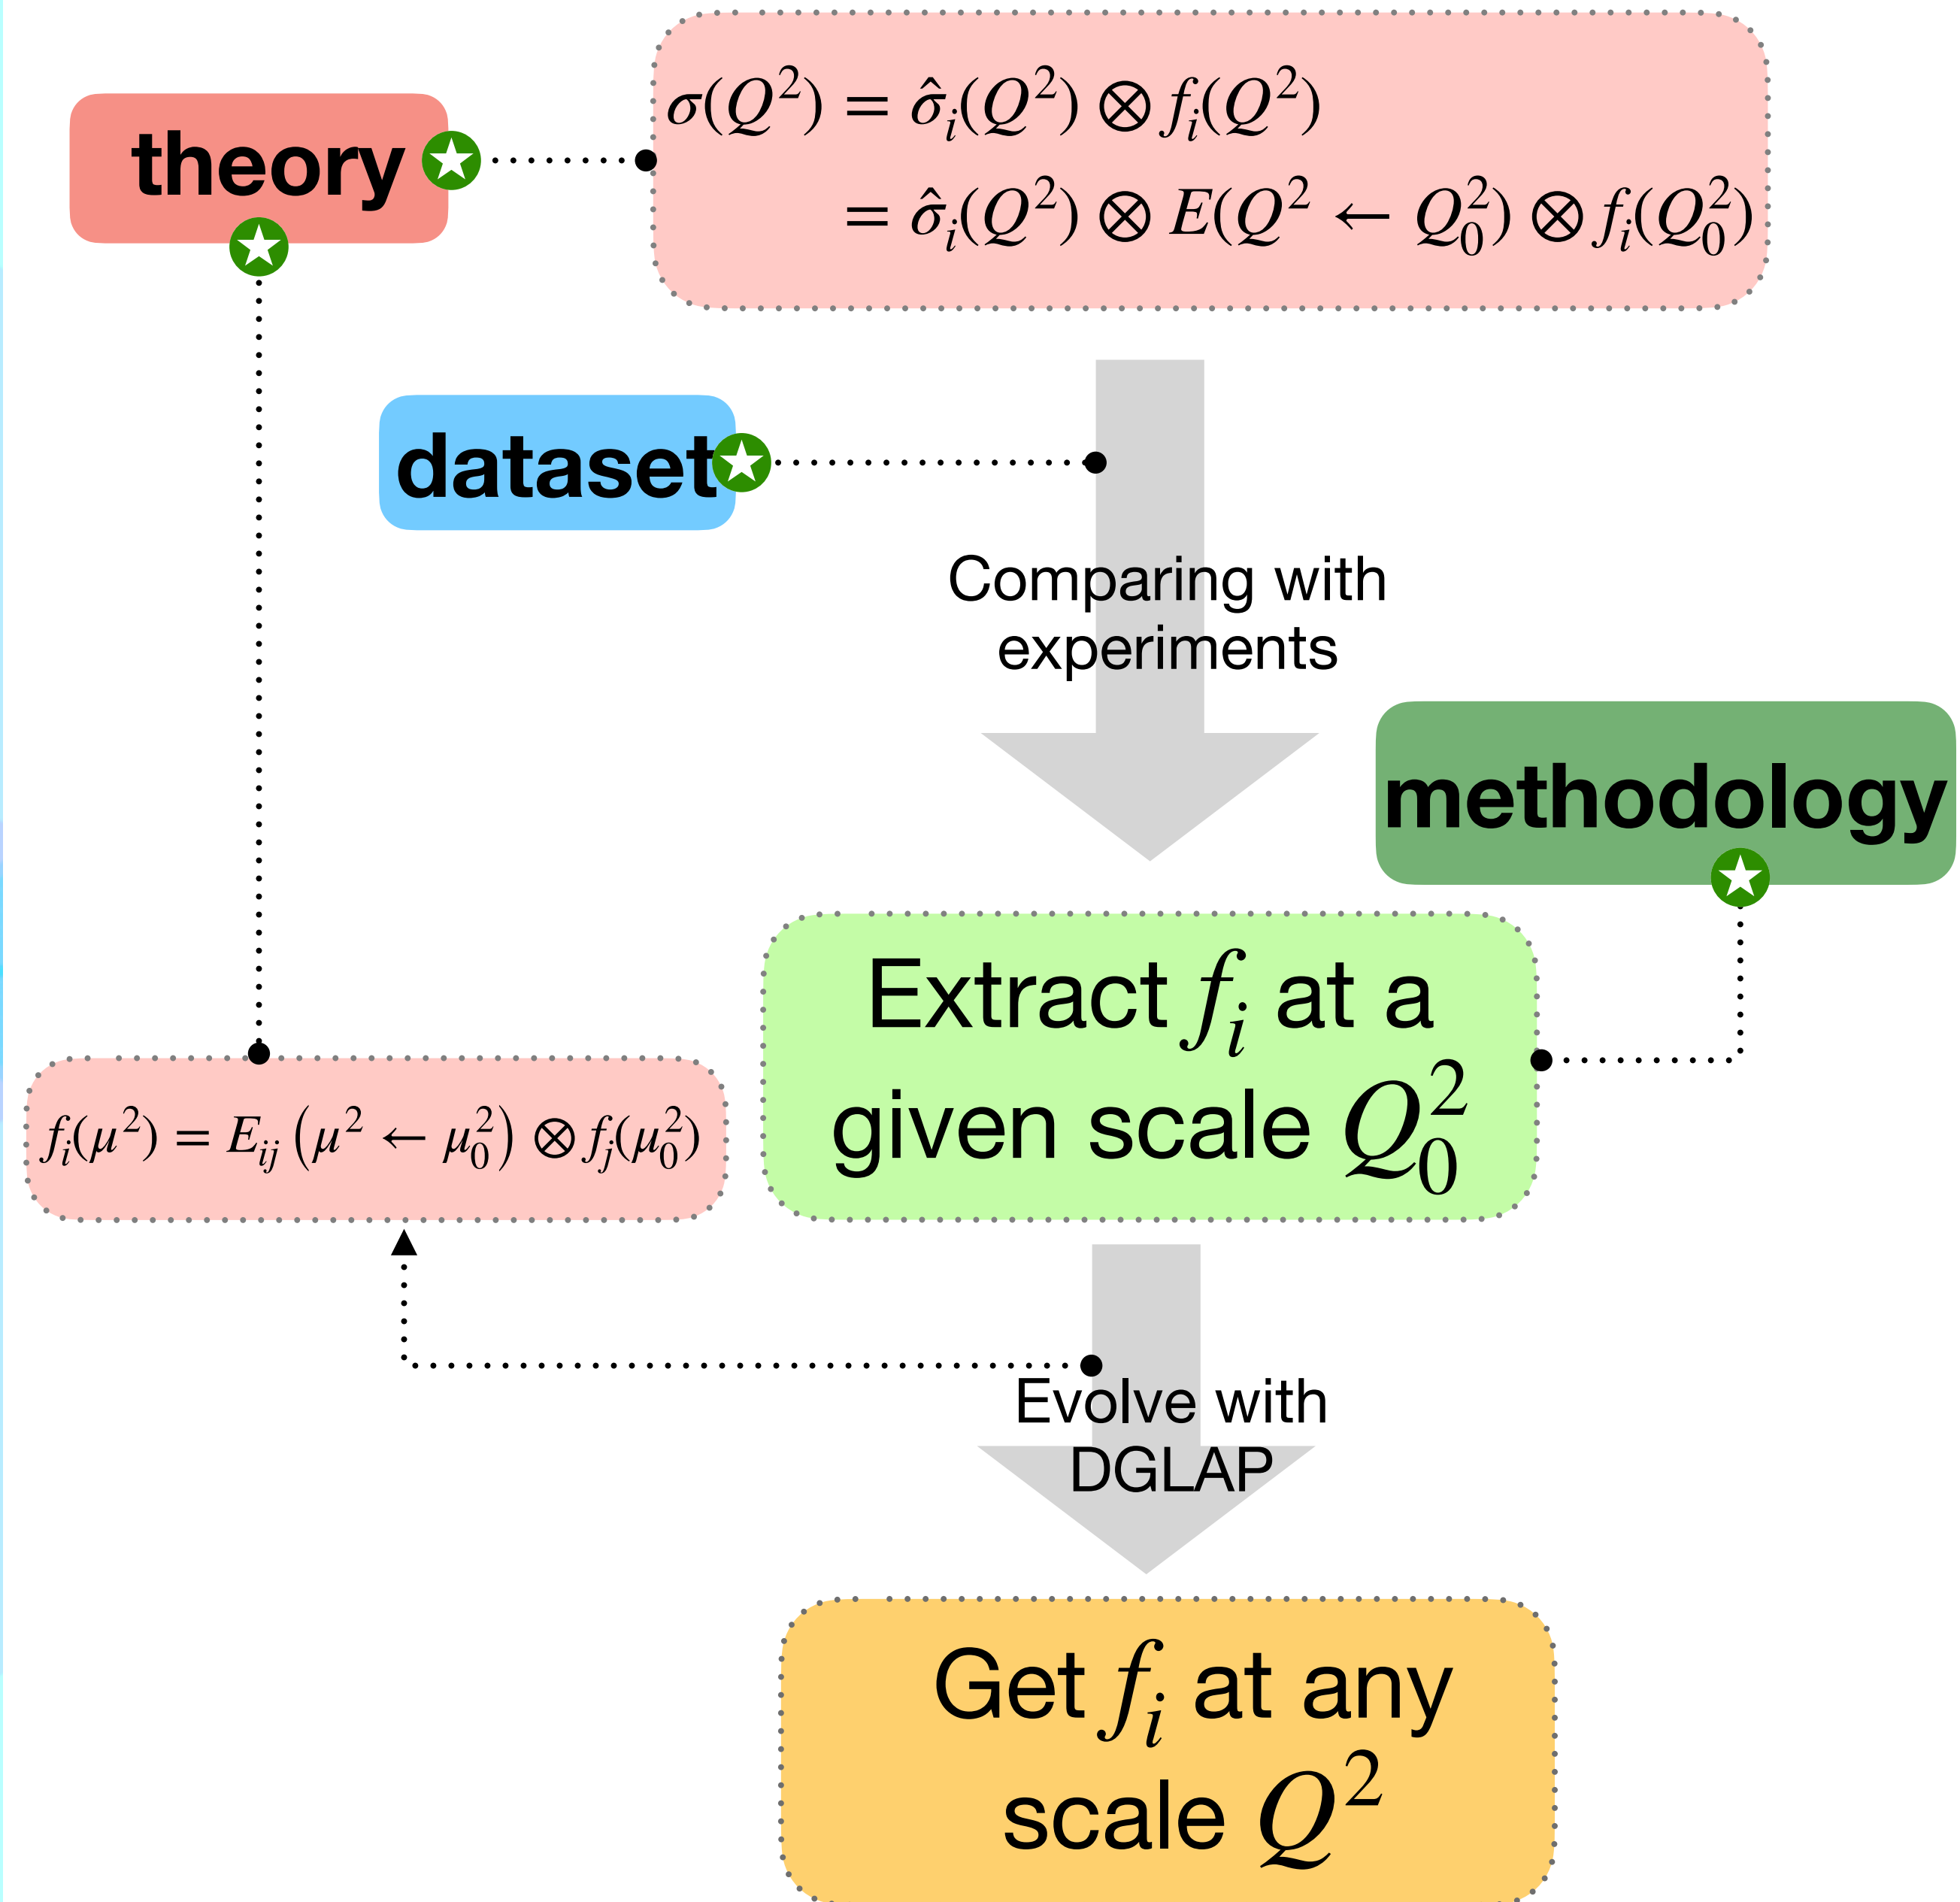 theory
σ(Q²) = σ̂ᵢ(Q²) ⊗ fᵢ(Q²)
= σ̂ᵢ(Q²) ⊗ E(Q² ← Q₀²) ⊗ fᵢ(Q₀²)
dataset
Comparing with
experiments
methodology
Extract fᵢ at a
given scale Q₀²
fᵢ(μ²) = Eᵢⱼ (μ² ← μ₀²) ⊗ fⱼ(μ₀²)
Evolve with
DGLAP
Get fᵢ at any
scale Q²